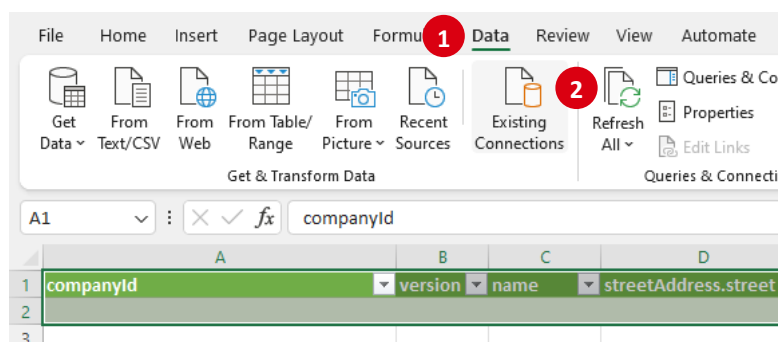 File Home Insert Page Layout Formu 1 Data Review View Automate
2
Get Data From Text/CSV From Web From Table/ Range From Picture Recent Sources Existing Connections Refresh All Queries & Co
Properties
Edit Links
Get & Transform Data Queries & Connecti
A1 fx companyId
A B C D
1 companyId version name streetAddress.street
2
3